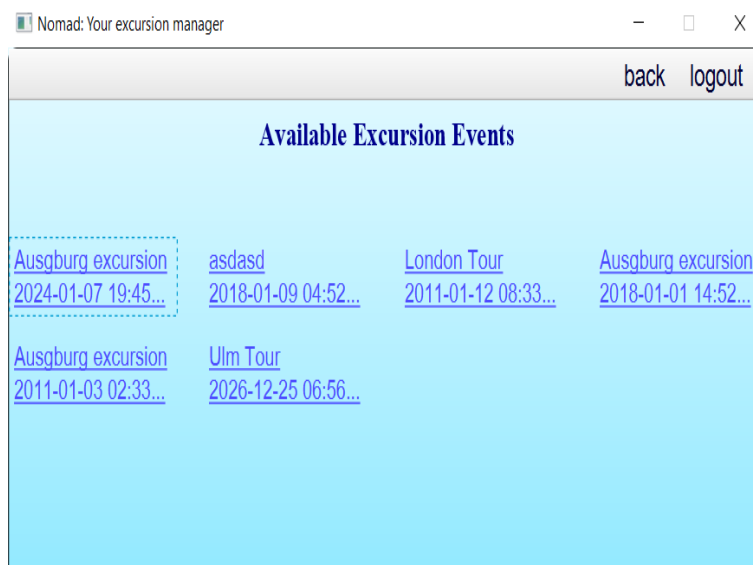 Nomad: Your excursion manager
back logout
Available Excursion Events
Ausgburg excursion
2024-01-07 19:45...
asdasd
2018-01-09 04:52...
London Tour
2011-01-12 08:33...
Ausgburg excursion
2018-01-01 14:52...
Ausgburg excursion
2011-01-03 02:33...
Ulm Tour
2026-12-25 06:56...